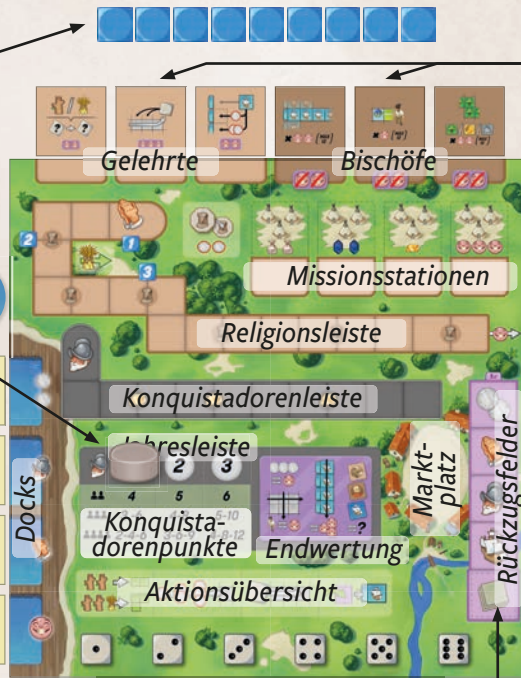 Gelehrte
Bischöfe
Missionsstationen
2
1
3
Religionsleiste
Konquistadorenleiste
Jahresleiste
2 3
4 5 6
Konquista-
dorenpunkte
Endwertung
Markt-
platz
Docks
Rückzugsfelder
Aktionsübersicht